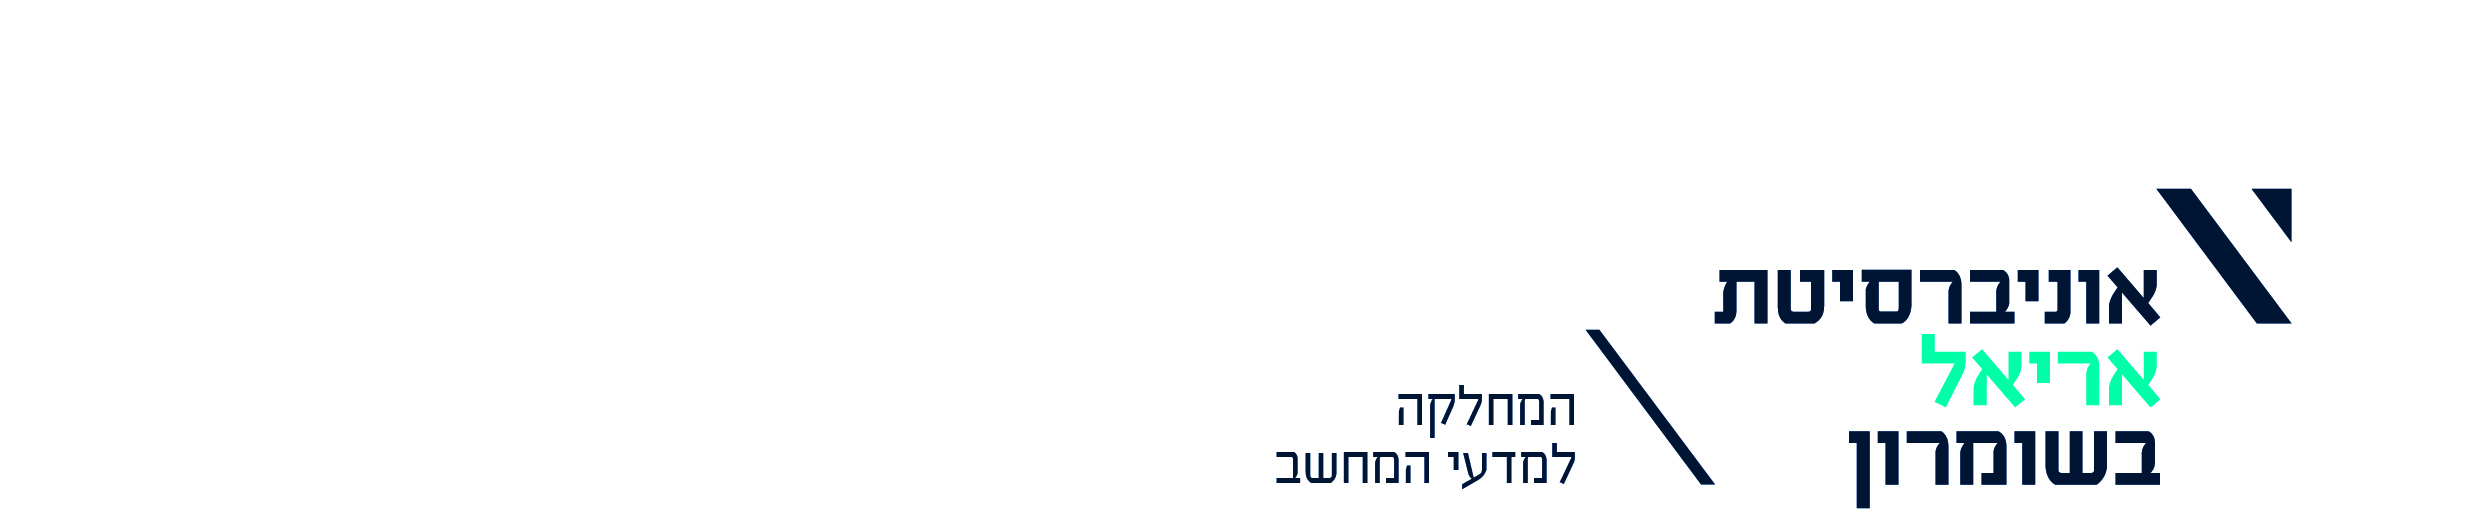 אוניברסיטת
אריאל
בשומרון
המחלקה
למדעי המחשב